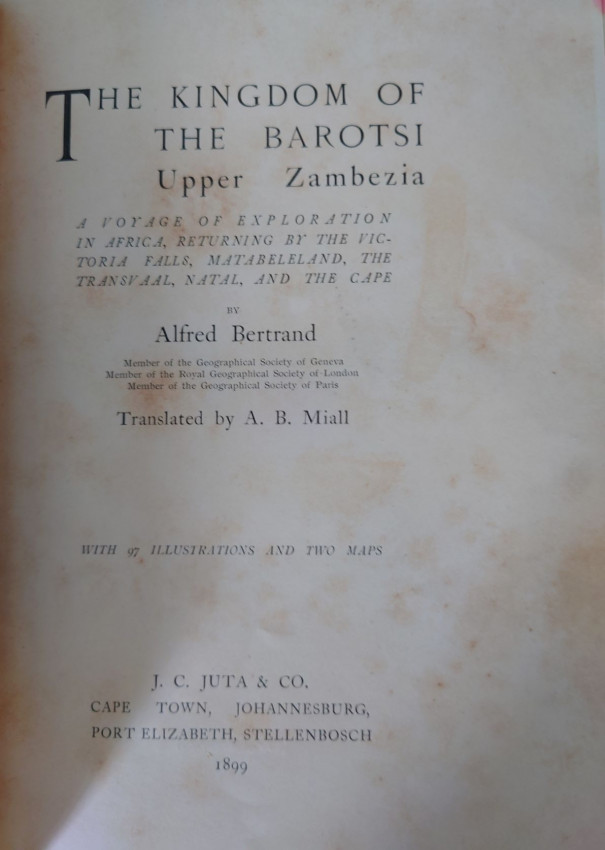 THE KINGDOM OF
THE BAROTSI
Upper Zambezia
A VOYAGE OF EXPLORATION
IN AFRICA, RETURNING BY THE VIC-
TORIA FALLS, MATABELELAND, THE
TRANSVAAL, NATAL, AND THE CAPE
BY
Alfred Bertrand
Member of the Geographical Society of Geneva
Member of the Royal Geographical Society of London
Member of the Geographical Society of Paris
Translated by A. B. Miall
WITH 97 ILLUSTRATIONS AND TWO MAPS
J. C. JUTA & CO.
CAPE TOWN, JOHANNESBURG,
PORT ELIZABETH, STELLENBOSCH
1899